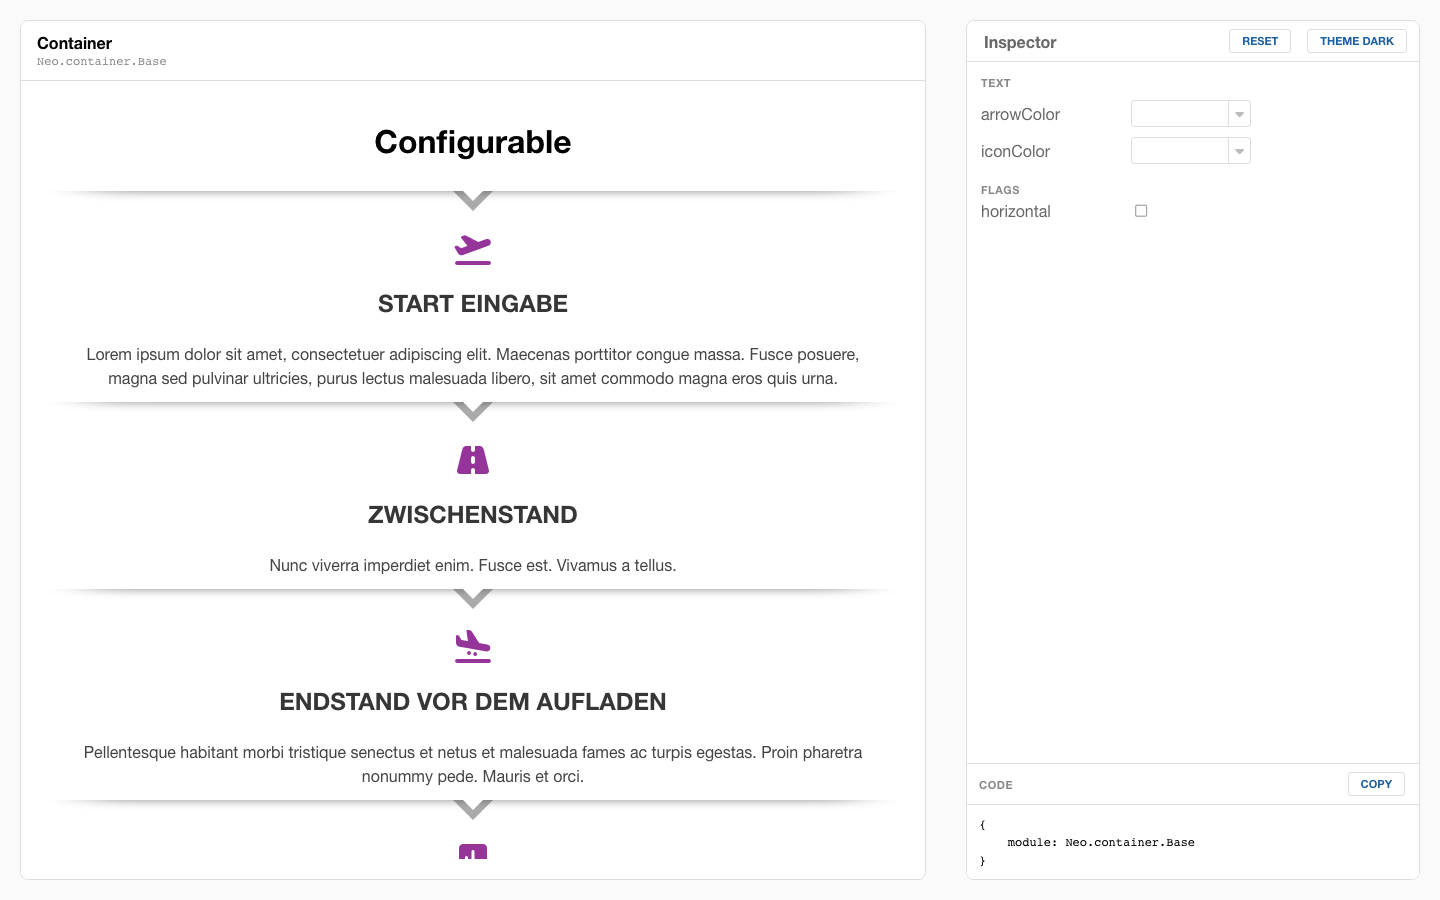 Container
Neo.container.Base
Configurable
START EINGABE
Lorem ipsum dolor sit amet, consectetuer adipiscing elit. Maecenas porttitor congue massa. Fusce posuere,
magna sed pulvinar ultricies, purus lectus malesuada libero, sit amet commodo magna eros quis urna.
ZWISCHENSTAND
Nunc viverra imperdiet enim. Fusce est. Vivamus a tellus.
ENDSTAND VOR DEM AUFLADEN
Pellentesque habitant morbi tristique senectus et netus et malesuada fames ac turpis egestas. Proin pharetra
nonummy pede. Mauris et orci.
Inspector
RESET
THEME DARK
TEXT
arrowColor
iconColor
FLAGS
horizontal
CODE
COPY
{
module: Neo.container.Base
}